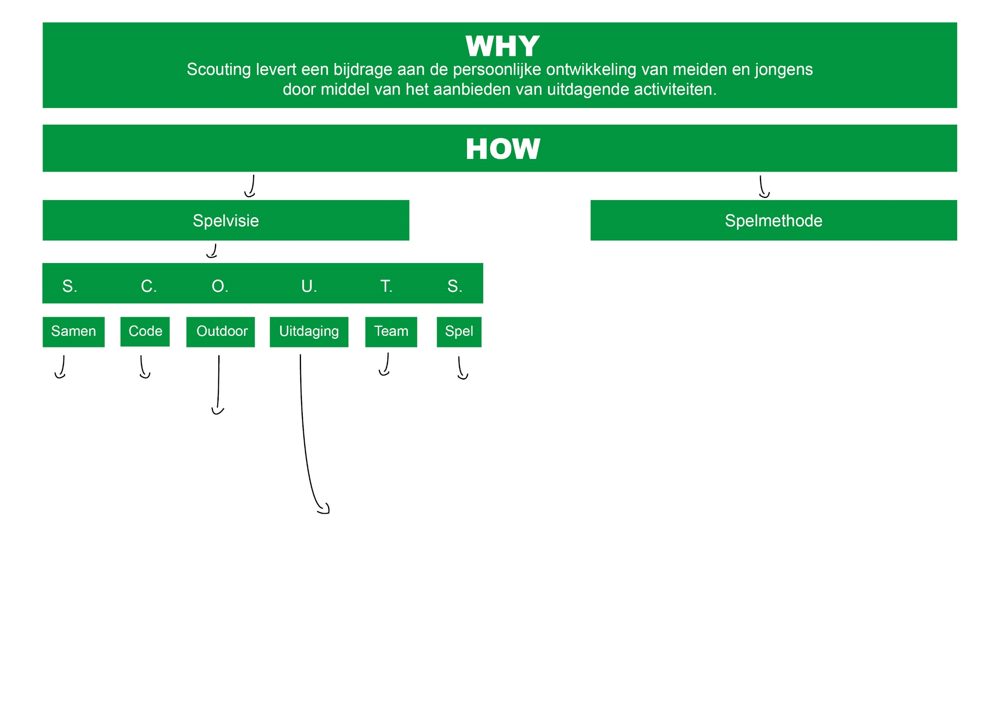 WHY
Scouting levert een bijdrage aan de persoonlijke ontwikkeling van meiden en jongens
door middel van het aanbieden van uitdagende activiteiten.
HOW
Spelvisie
Spelmethode
S. C. O. U. T. S.
Samen Code Outdoor Uitdaging Team Spel